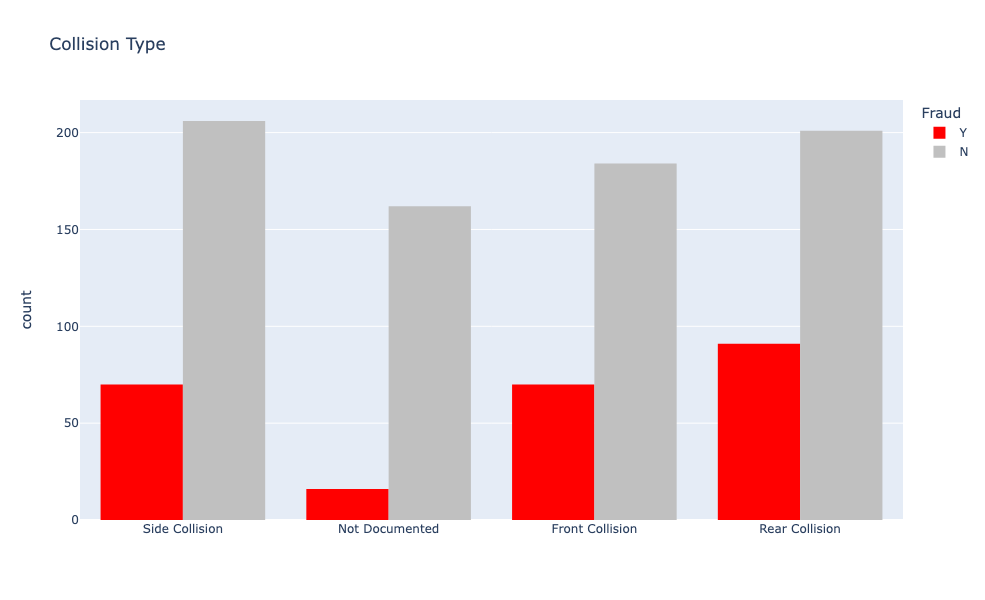 Collision Type
Fraud
Y
N
200
150
100
50
0
count
Side Collision
Not Documented
Front Collision
Rear Collision